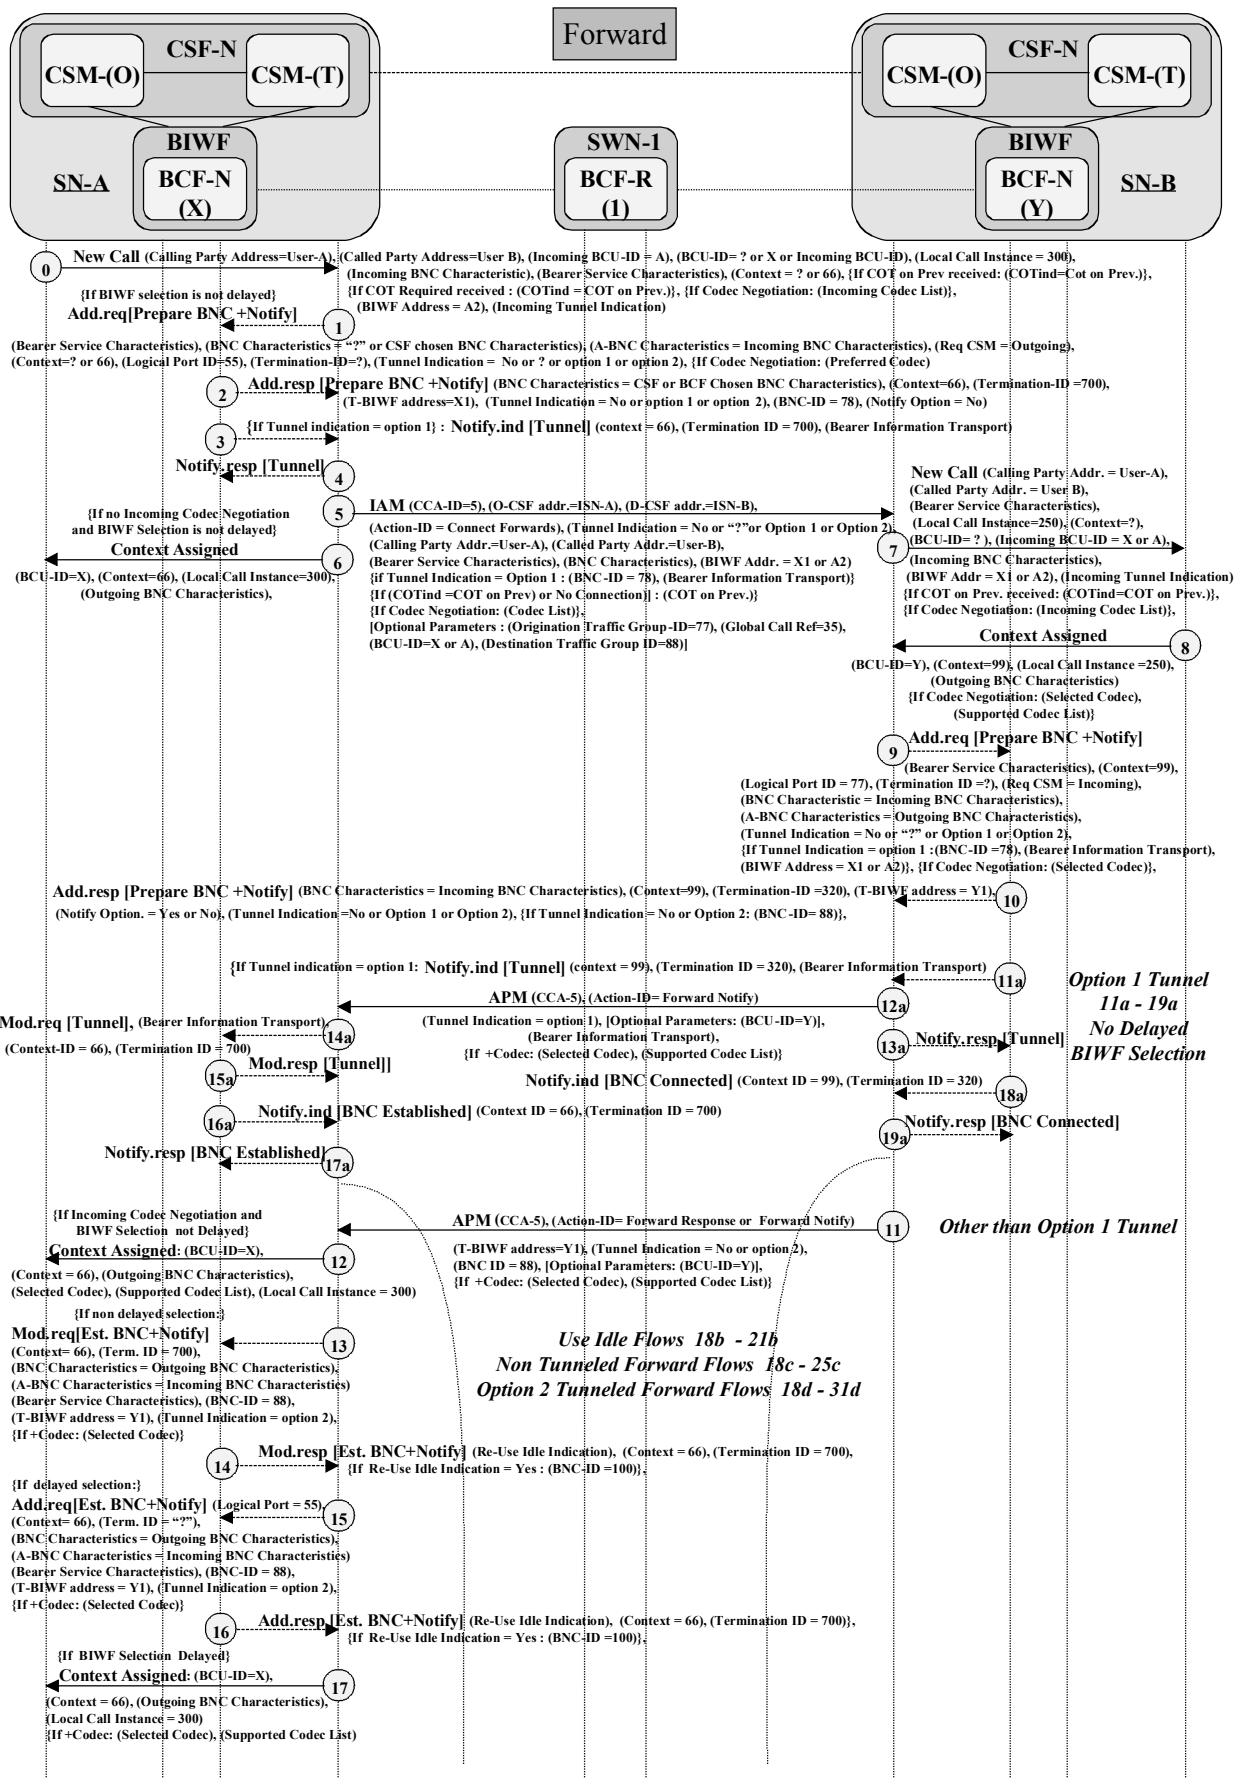 Forward
CSF-N
CSM-(O)
CSM-(T)
BIWF
SN-A
BCF-N
(X)
SWN-1
BCF-R
(1)
CSF-N
CSM-(O)
CSM-(T)
BIWF
BCF-N
(Y)
SN-B
0
New Call (Calling Party Address=User-A), (Called Party Address=User B), (Incoming BCU-ID = A), (BCU-ID= ? or X or Incoming BCU-ID), (Local Call Instance = 300),
(Incoming BNC Characteristic), (Bearer Service Characteristics), (Context = ? or 66), {If COT on Prev received: (COTind=Cot on Prev.)},
{If COT Required received : (COTind = COT on Prev.)}, {If Codec Negotiation: (Incoming Codec List)},
(BIWF Address = A2), (Incoming Tunnel Indication)
{If BIWF selection is not delayed}
Add.req[Prepare BNC +Notify]
1
(Bearer Service Characteristics), (BNC Characteristics = “?” or CSF chosen BNC Characteristics), (A-BNC Characteristics = Incoming BNC Characteristics), (Req CSM = Outgoing),
(Context=? or 66), (Logical Port ID=55), (Termination-ID=?), (Tunnel Indication = No or ? or option 1 or option 2), {If Codec Negotiation: (Preferred Codec)
2
Add.resp [Prepare BNC +Notify] (BNC Characteristics = CSF or BCF Chosen BNC Characteristics), (Context=66), (Termination-ID =700),
(T-BIWF address=X1), (Tunnel Indication = No or option 1 or option 2), (BNC-ID = 78), (Notify Option = No)
3
{If Tunnel indication = option 1} : Notify.ind [Tunnel] (context = 66), (Termination ID = 700), (Bearer Information Transport)
Notify.resp [Tunnel]
4
5
IAM (CCA-ID=5), (O-CSF addr.=ISN-A), (D-CSF addr.=ISN-B),
(Action-ID = Connect Forwards), (Tunnel Indication = No or “?”or Option 1 or Option 2)
(Calling Party Addr.=User-A), (Called Party Addr.=User-B),
(Bearer Service Characteristics), (BNC Characteristics), (BIWF Addr. = X1 or A2)
{if Tunnel Indication = Option 1 : (BNC-ID = 78), (Bearer Information Transport)}
{If (COTind =COT on Prev) or No Connection)] : (COT on Prev.)}
{If Codec Negotiation: (Codec List)},
[Optional Parameters : (Origination Traffic Group-ID=77), (Global Call Ref=35),
(BCU-ID=X or A), (Destination Traffic Group ID=88)]
{If no Incoming Codec Negotiation
and BIWF Selection is not delayed}
Context Assigned
6
(BCU-ID=X), (Context=66), (Local Call Instance=300),
(Outgoing BNC Characteristics),
New Call (Calling Party Addr. = User-A),
(Called Party Addr. = User B),
(Bearer Service Characteristics),
(Local Call Instance=250), (Context=?),
(BCU-ID= ? ), (Incoming BCU-ID = X or A),
7
(Incoming BNC Characteristics),
(BIWF Addr = X1 or A2), (Incoming Tunnel Indication)
{If COT on Prev. received: (COTind=COT on Prev.)},
{If Codec Negotiation: (Incoming Codec List)},
Context Assigned
8
(BCU-ID=Y), (Context=99), (Local Call Instance =250),
(Outgoing BNC Characteristics)
{If Codec Negotiation: (Selected Codec),
(Supported Codec List)}
9
Add.req [Prepare BNC +Notify]
(Bearer Service Characteristics), (Context=99),
(Logical Port ID = 77), (Termination ID =?), (Req CSM = Incoming),
(BNC Characteristic = Incoming BNC Characteristics),
(A-BNC Characteristics = Outgoing BNC Characteristics),
(Tunnel Indication = No or “?” or Option 1 or Option 2),
{If Tunnel Indication = option 1 :(BNC-ID =78), (Bearer Information Transport),
(BIWF Address = X1 or A2)}, {If Codec Negotiation: (Selected Codec)},
Add.resp [Prepare BNC +Notify] (BNC Characteristics = Incoming BNC Characteristics), (Context=99), (Termination-ID =320), (T-BIWF address = Y1),
10
(Notify Option. = Yes or No), (Tunnel Indication =No or Option 1 or Option 2), {If Tunnel Indication = No or Option 2: (BNC-ID= 88)},
{If Tunnel indication = option 1: Notify.ind [Tunnel] (context = 99), (Termination ID = 320), (Bearer Information Transport)
11a
Option 1 Tunnel
11a - 19a
No Delayed
BIWF Selection
APM (CCA-5), (Action-ID= Forward Notify)
12a
(Tunnel Indication = option 1), [Optional Parameters: (BCU-ID=Y)],
(Bearer Information Transport),
{If +Codec: (Selected Codec), (Supported Codec List)}
Mod.req [Tunnel], (Bearer Information Transport),
14a
(Context-ID = 66), (Termination ID = 700)
13a
Notify.resp [Tunnel]
15a
Mod.resp [Tunnel]]
Notify.ind [BNC Connected] (Context ID = 99), (Termination ID = 320)
18a
16a
Notify.ind [BNC Established] (Context ID = 66), (Termination ID = 700)
19a
Notify.resp [BNC Connected]
Notify.resp [BNC Established]
17a
{If Incoming Codec Negotiation and
BIWF Selection not Delayed}
APM (CCA-5), (Action-ID= Forward Response or Forward Notify)
11
Other than Option 1 Tunnel
(T-BIWF address=Y1), (Tunnel Indication = No or option 2),
(BNC ID = 88), [Optional Parameters: (BCU-ID=Y)],
{If +Codec: (Selected Codec), (Supported Codec List)}
Context Assigned: (BCU-ID=X),
12
(Context = 66), (Outgoing BNC Characteristics),
(Selected Codec), (Supported Codec List), (Local Call Instance = 300)
{If non delayed selection:}
Mod.req[Est. BNC+Notify]
13
(Context= 66), (Term. ID = 700),
(BNC Characteristics = Outgoing BNC Characteristics),
(A-BNC Characteristics = Incoming BNC Characteristics)
(Bearer Service Characteristics), (BNC-ID = 88),
(T-BIWF address = Y1), (Tunnel Indication = option 2),
{If +Codec: (Selected Codec)}
Use Idle Flows 18b - 21b
Non Tunneled Forward Flows 18c - 25c
Option 2 Tunneled Forward Flows 18d - 31d
14
Mod.resp [Est. BNC+Notify] (Re-Use Idle Indication), (Context = 66), (Termination ID = 700),
{If Re-Use Idle Indication = Yes : (BNC-ID =100)},
{If delayed selection:}
Add.req[Est. BNC+Notify] (Logical Port = 55),
15
(Context= 66), (Term. ID = “?”),
(BNC Characteristics = Outgoing BNC Characteristics),
(A-BNC Characteristics = Incoming BNC Characteristics)
(Bearer Service Characteristics), (BNC-ID = 88),
(T-BIWF address = Y1), (Tunnel Indication = option 2),
{If +Codec: (Selected Codec)}
16
Add.resp [Est. BNC+Notify] (Re-Use Idle Indication), (Context = 66), (Termination ID = 700)},
{If Re-Use Idle Indication = Yes : (BNC-ID =100)},
{If BIWF Selection Delayed}
Context Assigned: (BCU-ID=X),
17
(Context = 66), (Outgoing BNC Characteristics),
(Local Call Instance = 300)
{If +Codec: (Selected Codec), (Supported Codec List)